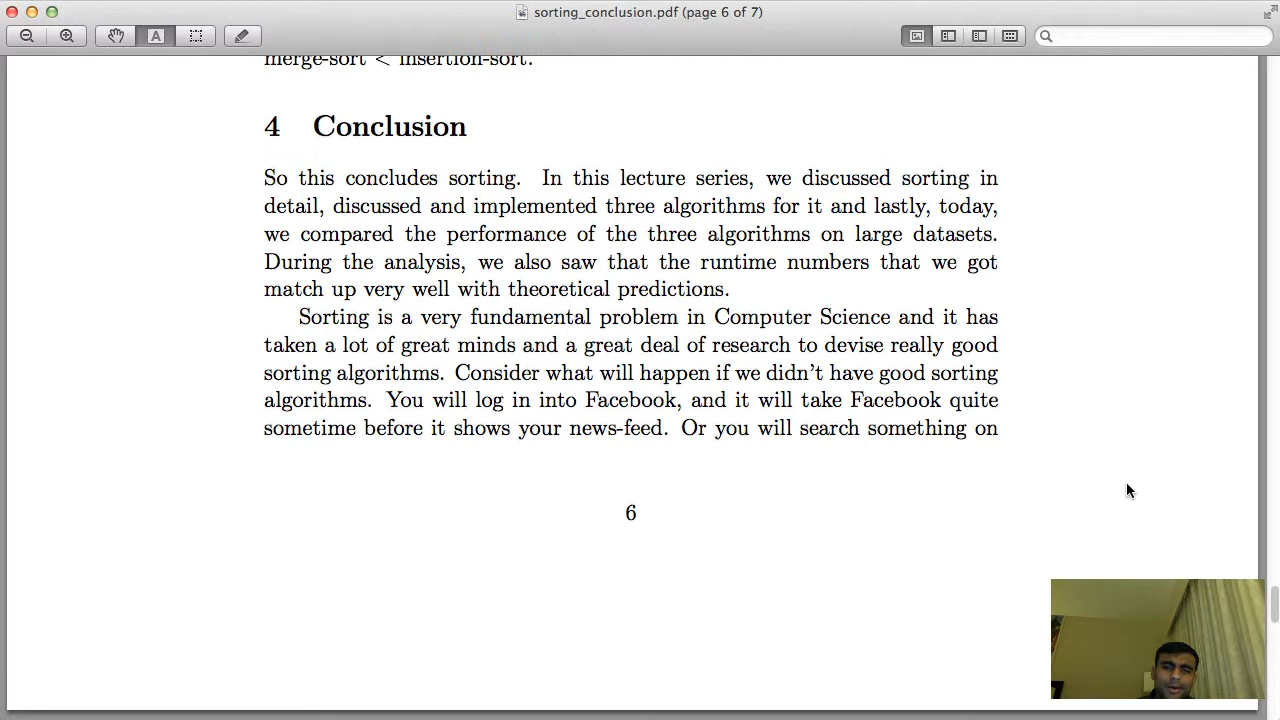 sorting_conclusion.pdf (page 6 of 7)
merge-sort < insertion-sort.
4 Conclusion
So this concludes sorting. In this lecture series, we discussed sorting in
detail, discussed and implemented three algorithms for it and lastly, today,
we compared the performance of the three algorithms on large datasets.
During the analysis, we also saw that the runtime numbers that we got
match up very well with theoretical predictions.
Sorting is a very fundamental problem in Computer Science and it has
taken a lot of great minds and a great deal of research to devise really good
sorting algorithms. Consider what will happen if we didn't have good sorting
algorithms. You will log in into Facebook, and it will take Facebook quite
sometime before it shows your news-feed. Or you will search something on
6